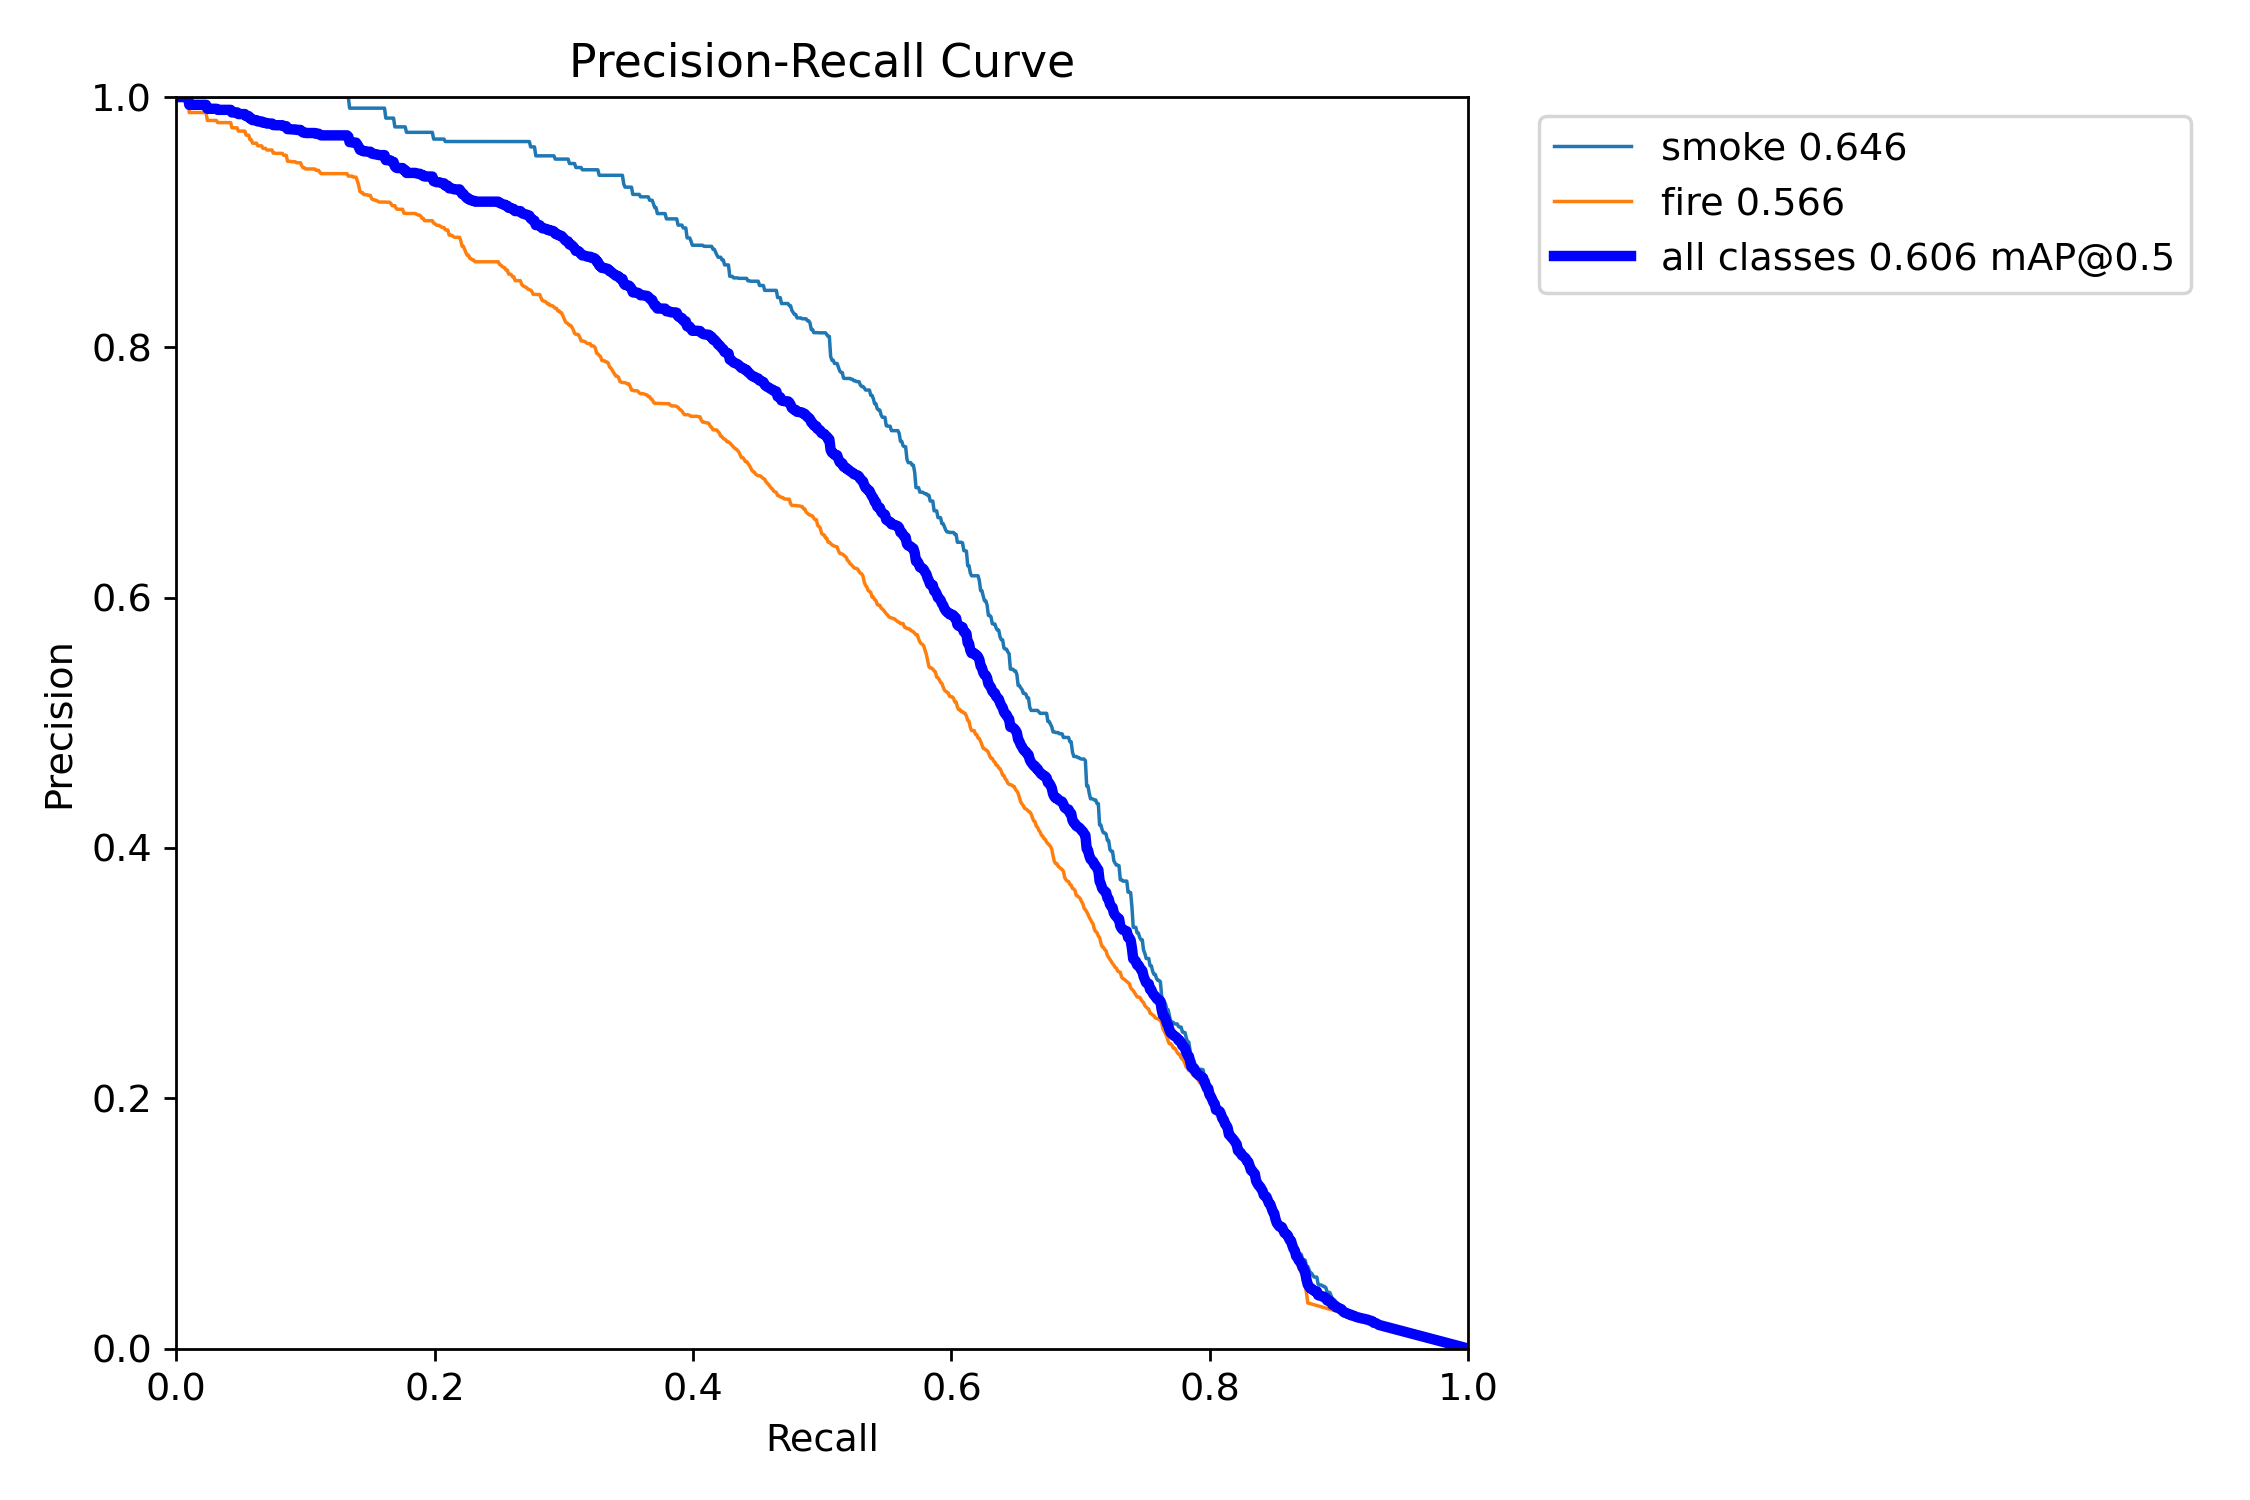 Precision-Recall Curve
smoke 0.646
fire 0.566
all classes 0.606 mAP@0.5
1.0
0.8
0.6
0.4
0.2
0.0
Precision
0.0 0.2 0.4 0.6 0.8 1.0
Recall